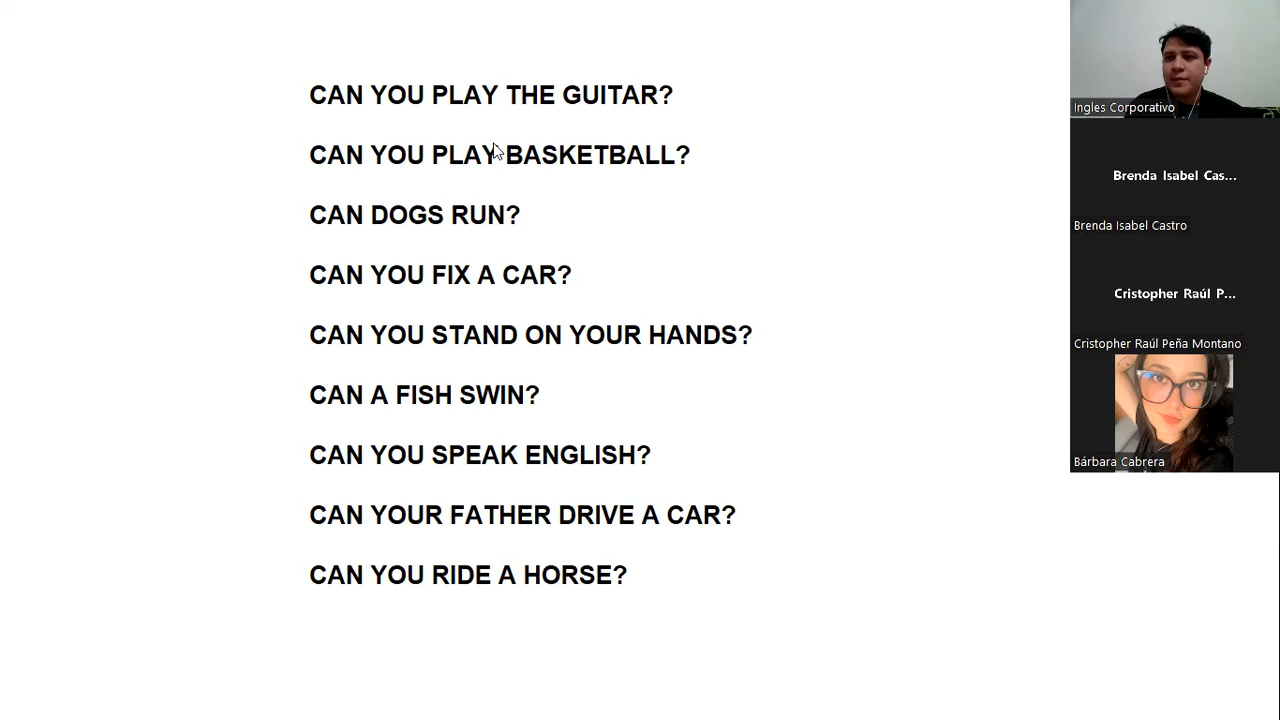 CAN YOU PLAY THE GUITAR?
CAN YOU PLAY BASKETBALL?
CAN DOGS RUN?
CAN YOU FIX A CAR?
CAN YOU STAND ON YOUR HANDS?
CAN A FISH SWIN?
CAN YOU SPEAK ENGLISH?
CAN YOUR FATHER DRIVE A CAR?
CAN YOU RIDE A HORSE?
Ingles Corporativo
Brenda Isabel Cas...
Brenda Isabel Castro
Cristopher Raúl P...
Cristopher Raúl Peña Montano
Bárbara Cabrera